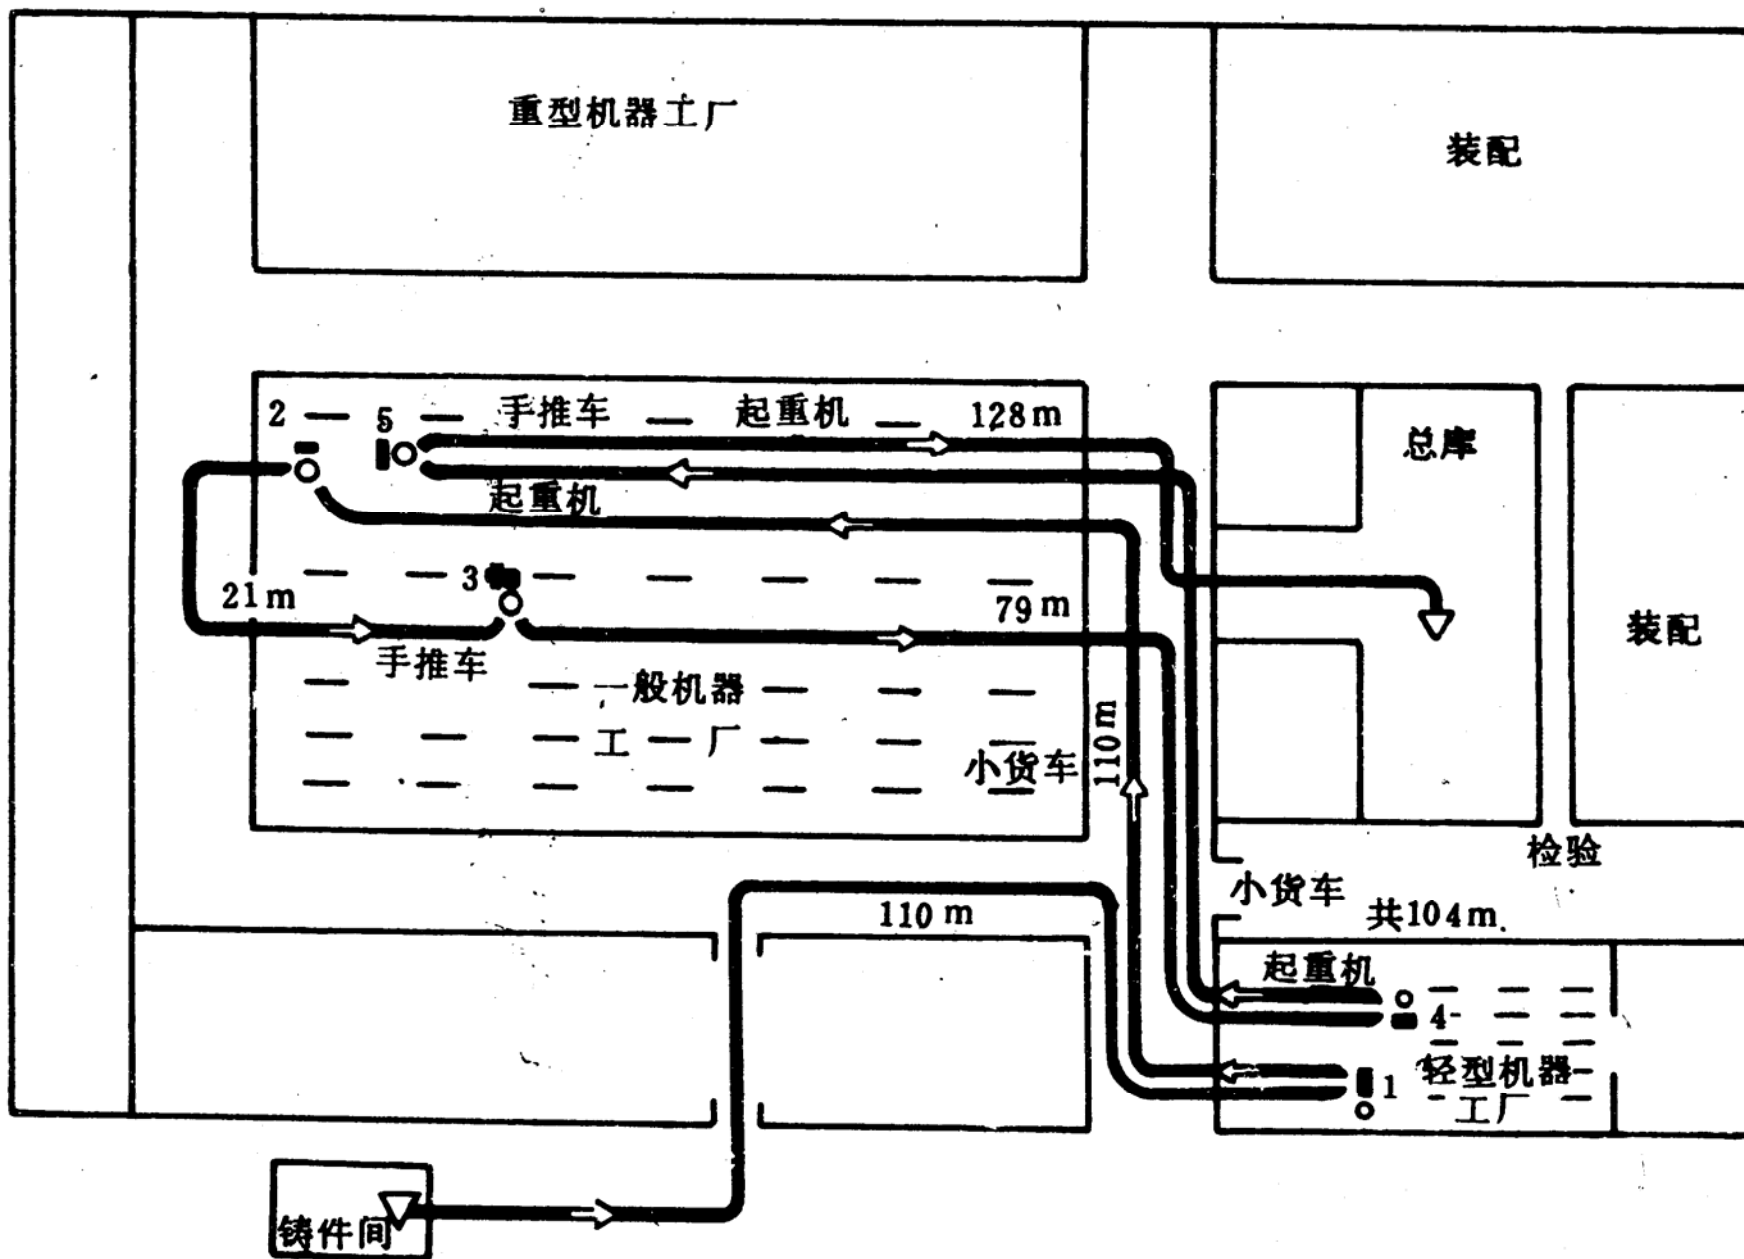 重型机器工厂
装配
2
5
手推车
起重机
128m
总库
起重机
3
21m
79m
手推车
装配
一般机器
工厂
小货车
110m
检验
小货车
共104m.
110m
起重机
4
轻型机器
工厂
1
铸件间